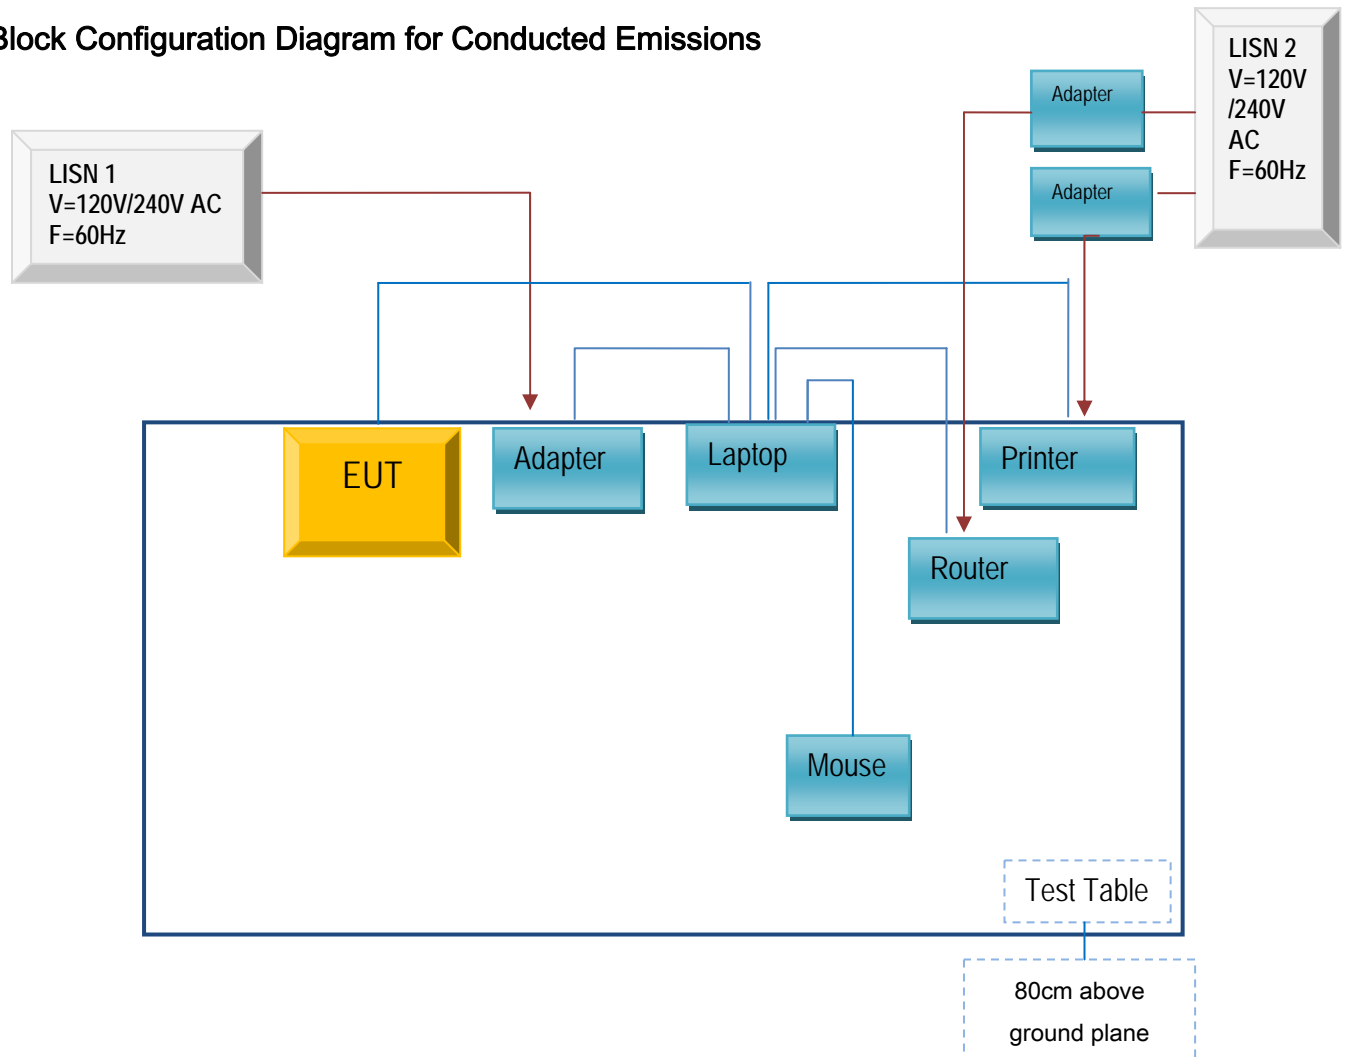 Block Configuration Diagram for Conducted Emissions
LISN 2
V=120V
/240V
AC
F=60Hz
Adapter
Adapter
LISN 1
V=120V/240V AC
F=60Hz
EUT
Adapter
Laptop
Printer
Router
Mouse
Test Table
80cm above
ground plane